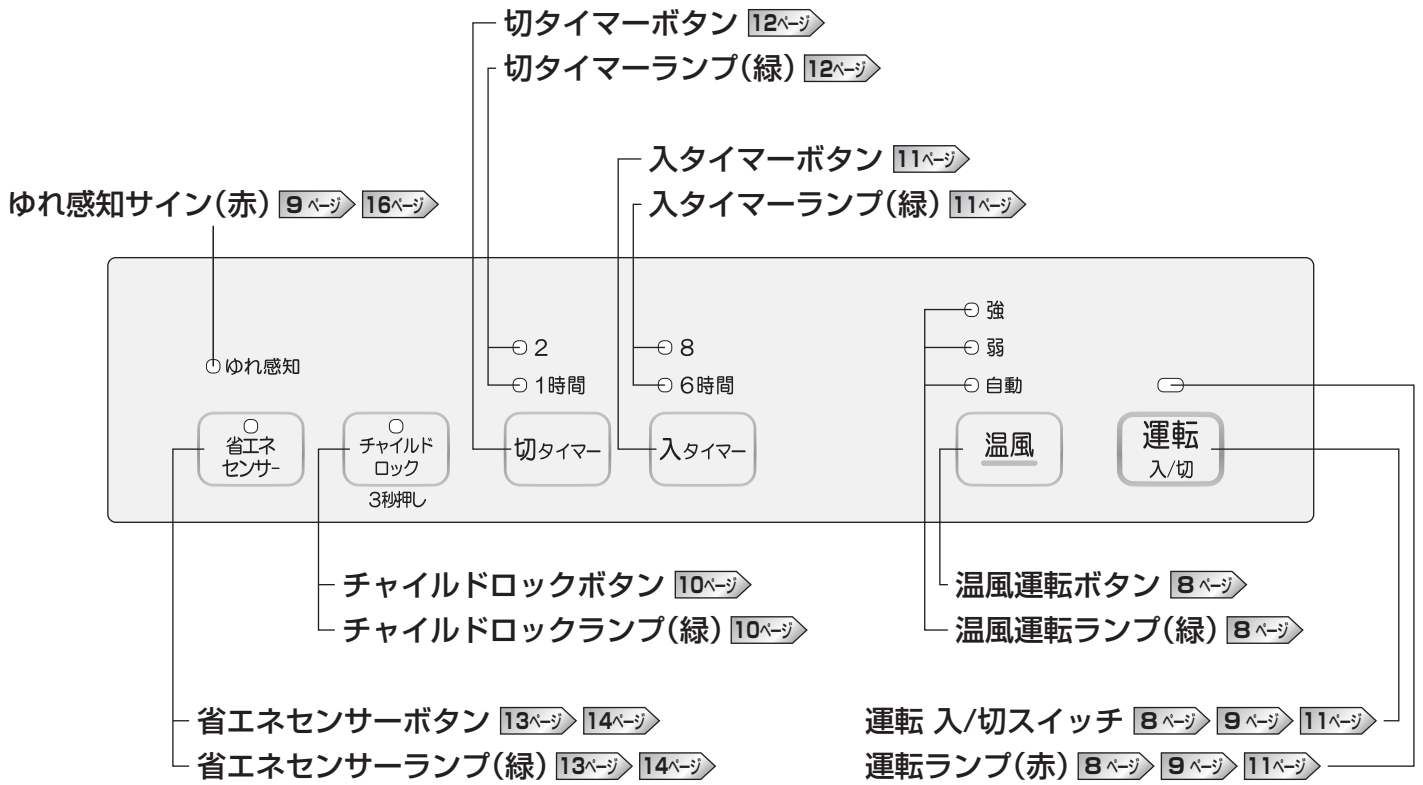 切タイマーボタン 12ページ
切タイマーランプ(緑) 12ページ
入タイマーボタン 11ページ
ゆれ感知サイン(赤) 9ページ 16ページ
入タイマーランプ(緑) 11ページ
強
2
8
弱
ゆれ感知
1時間
6時間
自動
省エネ
センサー
チャイルド
ロック
3秒押し
切タイマー
入タイマー
温風
運転
入/切
チャイルドロックボタン 10ページ
温風運転ボタン 8ページ
チャイルドロックランプ(緑) 10ページ
温風運転ランプ(緑) 8ページ
省エネセンサーボタン 13ページ 14ページ
運転 入/切スイッチ 8ページ 9ページ 11ページ
省エネセンサーランプ(緑) 13ページ 14ページ
運転ランプ(赤) 8ページ 9ページ 11ページ